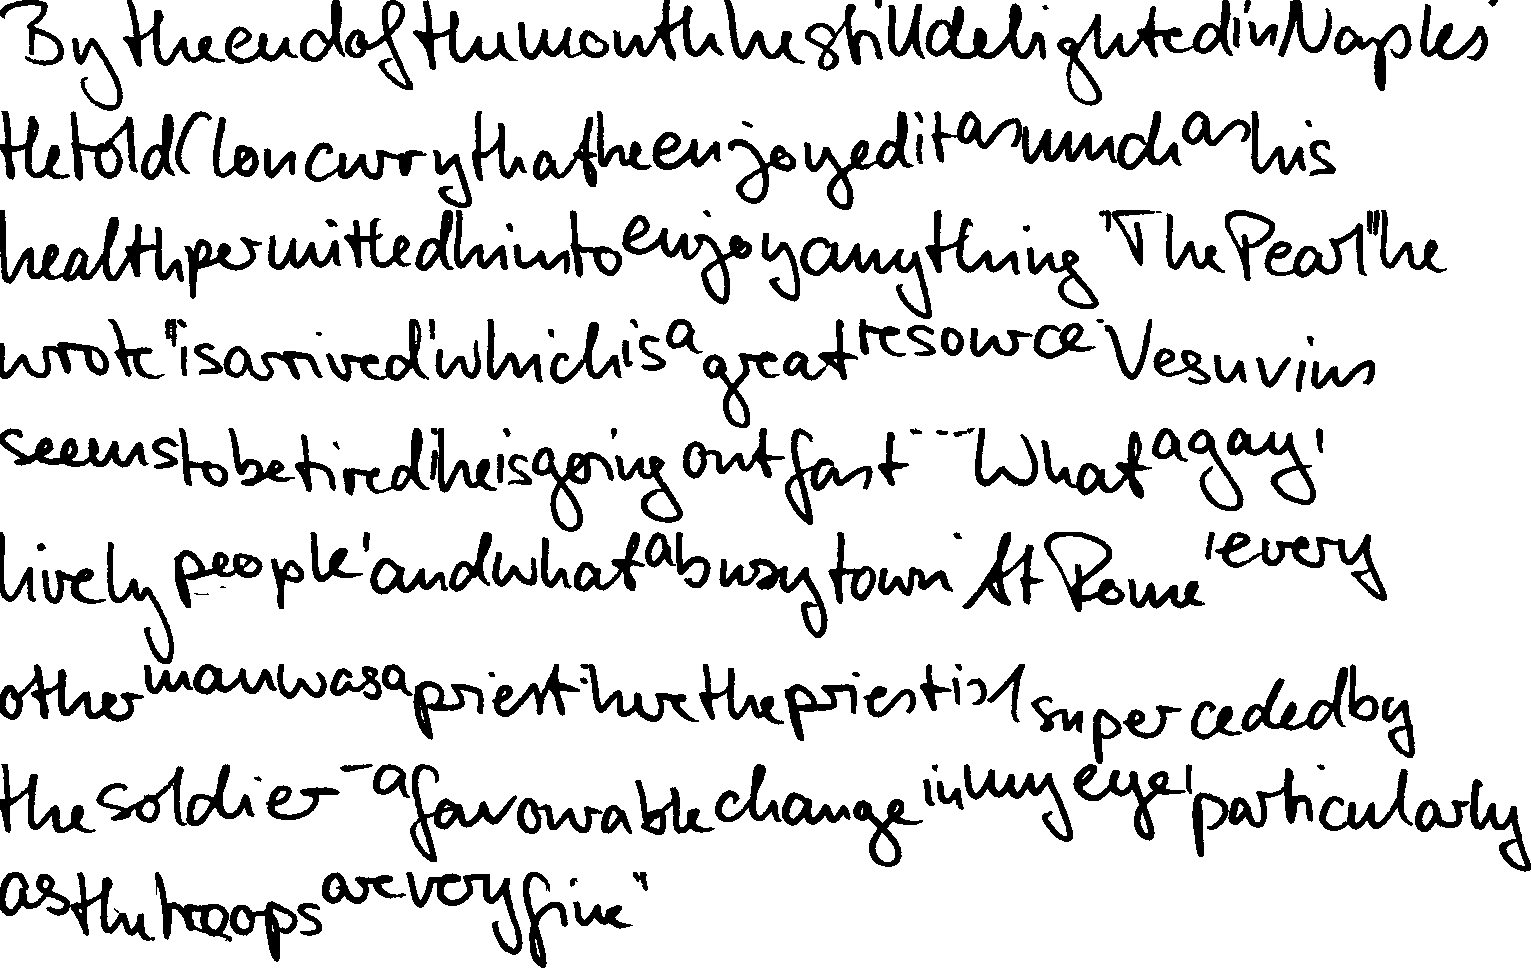 By the end of the month he still delighted in Naples.
He told Cloncurry that he enjoyed it as much as his
health permitted him to enjoy anything. "The Pearl" he
wrote "is arrived, which is a great resource. Vesuvius
seems to be tired, he is going out fast --- What a gay,
lively people, and what a busy town. At Rome, every
other man was a priest, here the priest is superceded by
the soldier - a favourable change in my eye, particularly
as the troops are very fine"